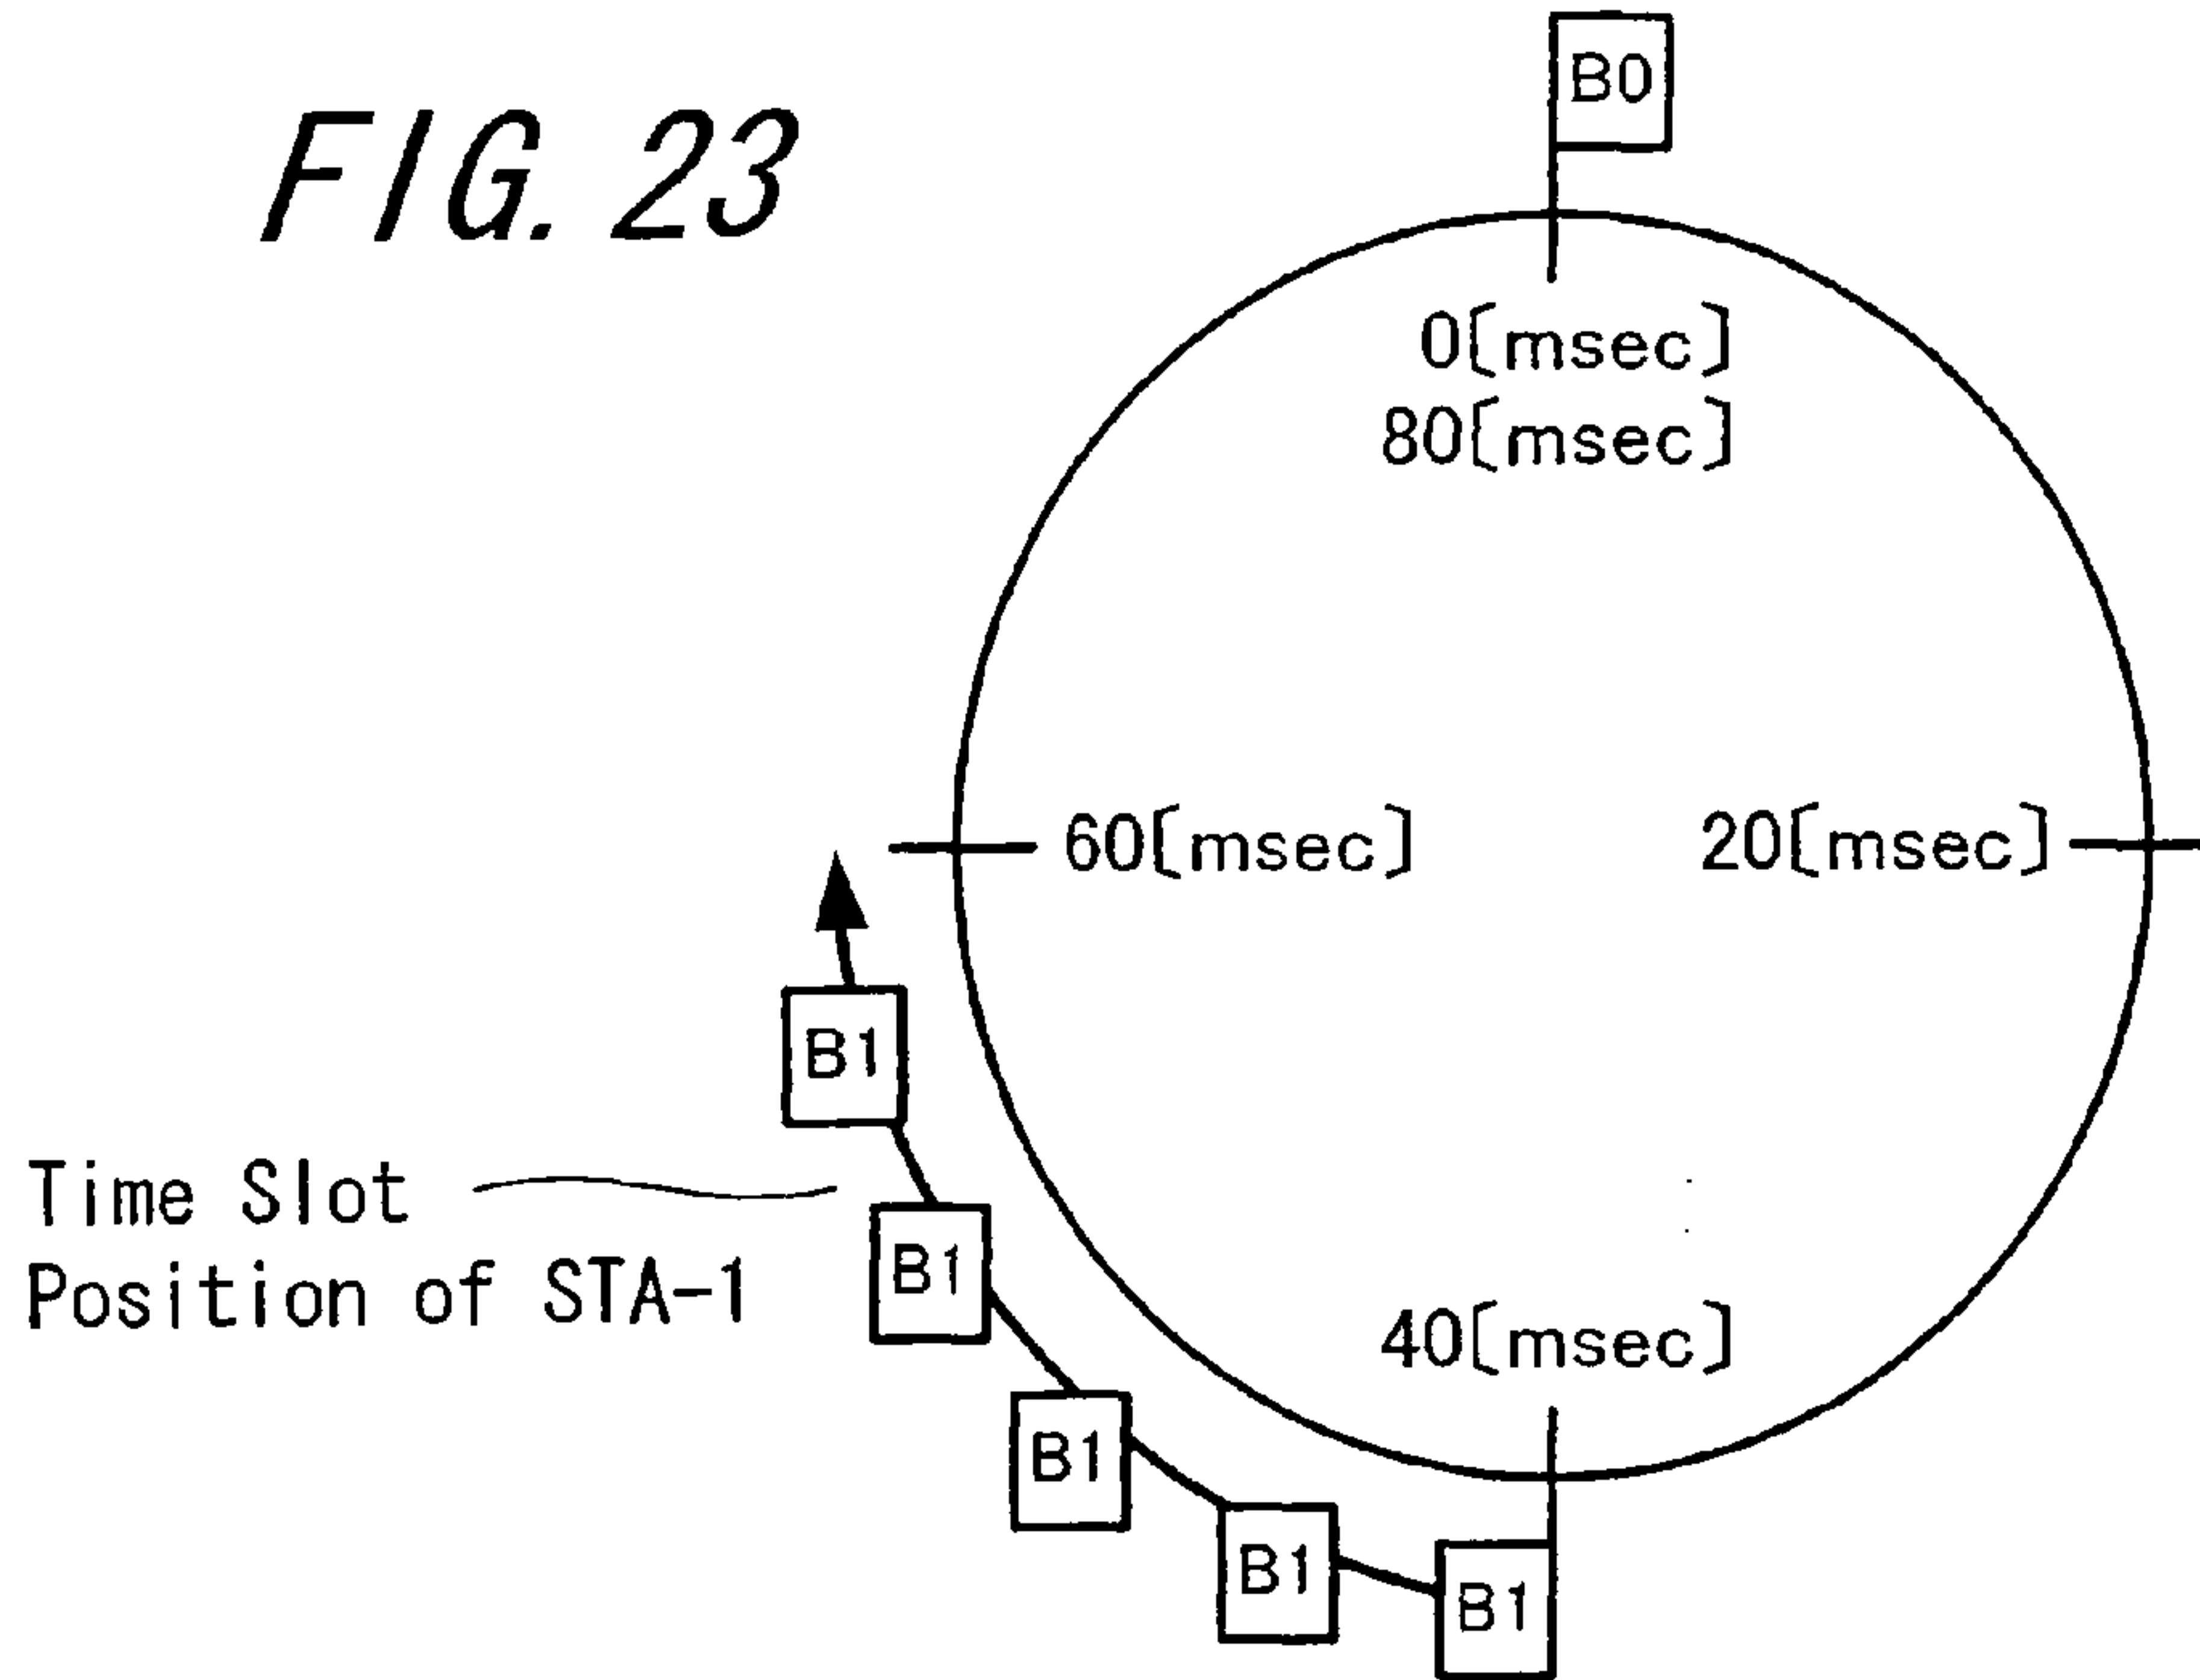 FIG. 23
B0
0[msec]
80[msec]
60[msec]
20[msec]
B1
Time Slot
Position of STA-1
B1
40[msec]
B1
B1
B1